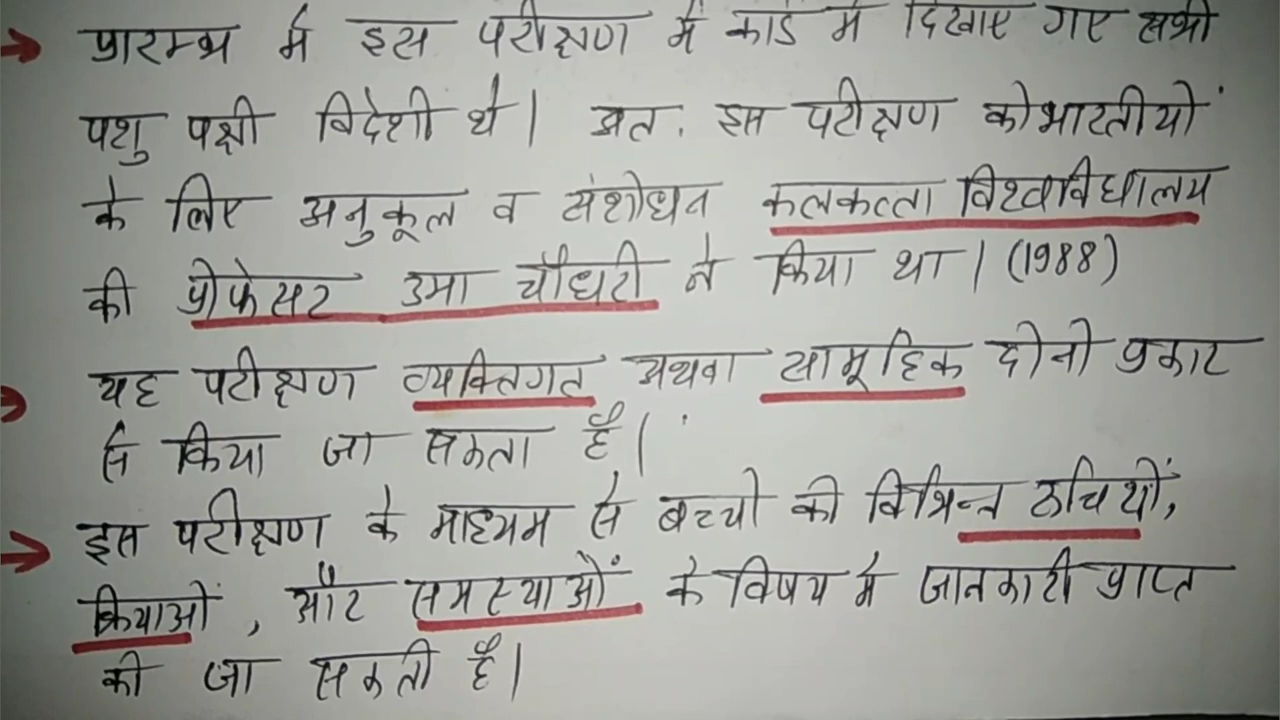 प्रारम्भ मे इस परीक्षण मे कार्ड मे दिखाए गए सभी
पशु पक्षी विदेशी थे। अत. इस परीक्षण को भारतीयों
के लिए अनुकूल व संशोधन कलकत्ता विश्वविद्यालय
की प्रोफेसर उमा चौधरी ने किया था। (1988)
यह परीक्षण व्यक्तिगत अथवा सामूहिक दोनो प्रकार
से किया जा सकता है।
इस परीक्षण के माध्यम से बच्चो की विभिन्न रुचियों,
क्रियाओं, और समस्याओं के विषय मे जानकारी प्राप्त
की जा सकती है।